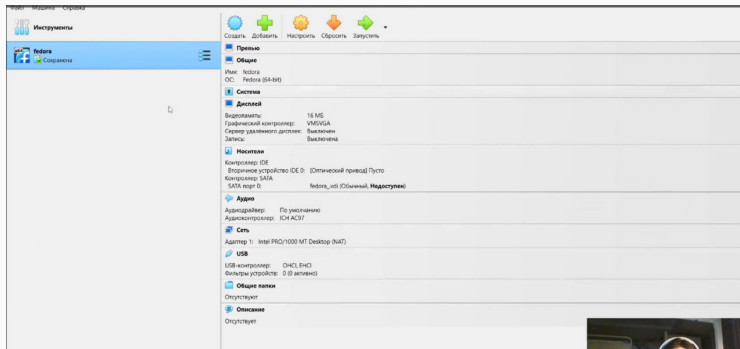 Файл Машина Справка
Инструменты
Создать Добавить Настроить Сбросить Запустить
fedora
Сохранена
Превью
Общие
Имя: fedora
ОС: Fedora (64-bit)
Система
Дисплей
Видеопамять: 16 МБ
Графический контроллер: VMSVGA
Сервер удалённого дисплея: Выключен
Запись: Выключена
Носители
Контроллер: IDE
Вторичное устройство IDE 0: [Оптический привод] Пусто
Контроллер: SATA
SATA порт 0: fedora_vdi (Обычный, Недоступен)
Аудио
Аудиодрайвер: По умолчанию
Аудиоконтроллер: ICH AC97
Сеть
Адаптер 1: Intel PRO/1000 MT Desktop (NAT)
USB
USB-контроллер: OHCI, EHCI
Фильтры устройств: 0 (0 активно)
Общие папки
Отсутствуют
Описание
Отсутствует